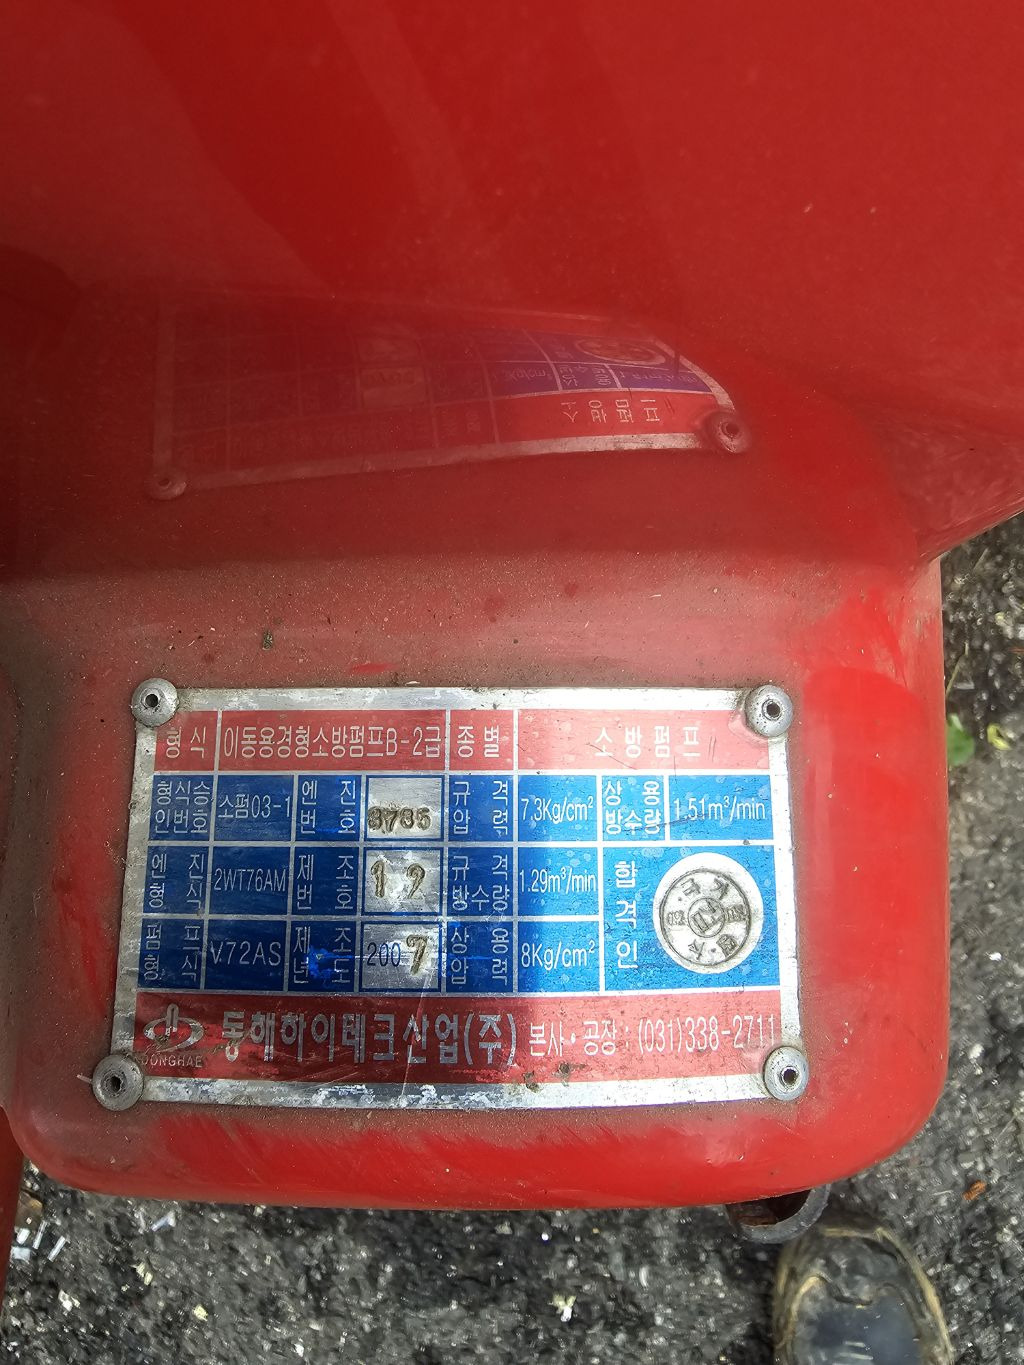 형식 이동용경형소방펌프B-2급 종별 소방펌프
형식승인번호 소펌03-1 엔진번호 8785 규격압력 7.3Kg/cm² 상용방수량 1.51m³/min
엔진형식 2WT76AM 제조번호 12 규격방수량 1.29m³/min 합격인
펌프형식 V72AS 제조년도 2007 상용압력 8Kg/cm²
DONGHAE 동해하이테크산업(주) 본사·공장 : (031)338-2711